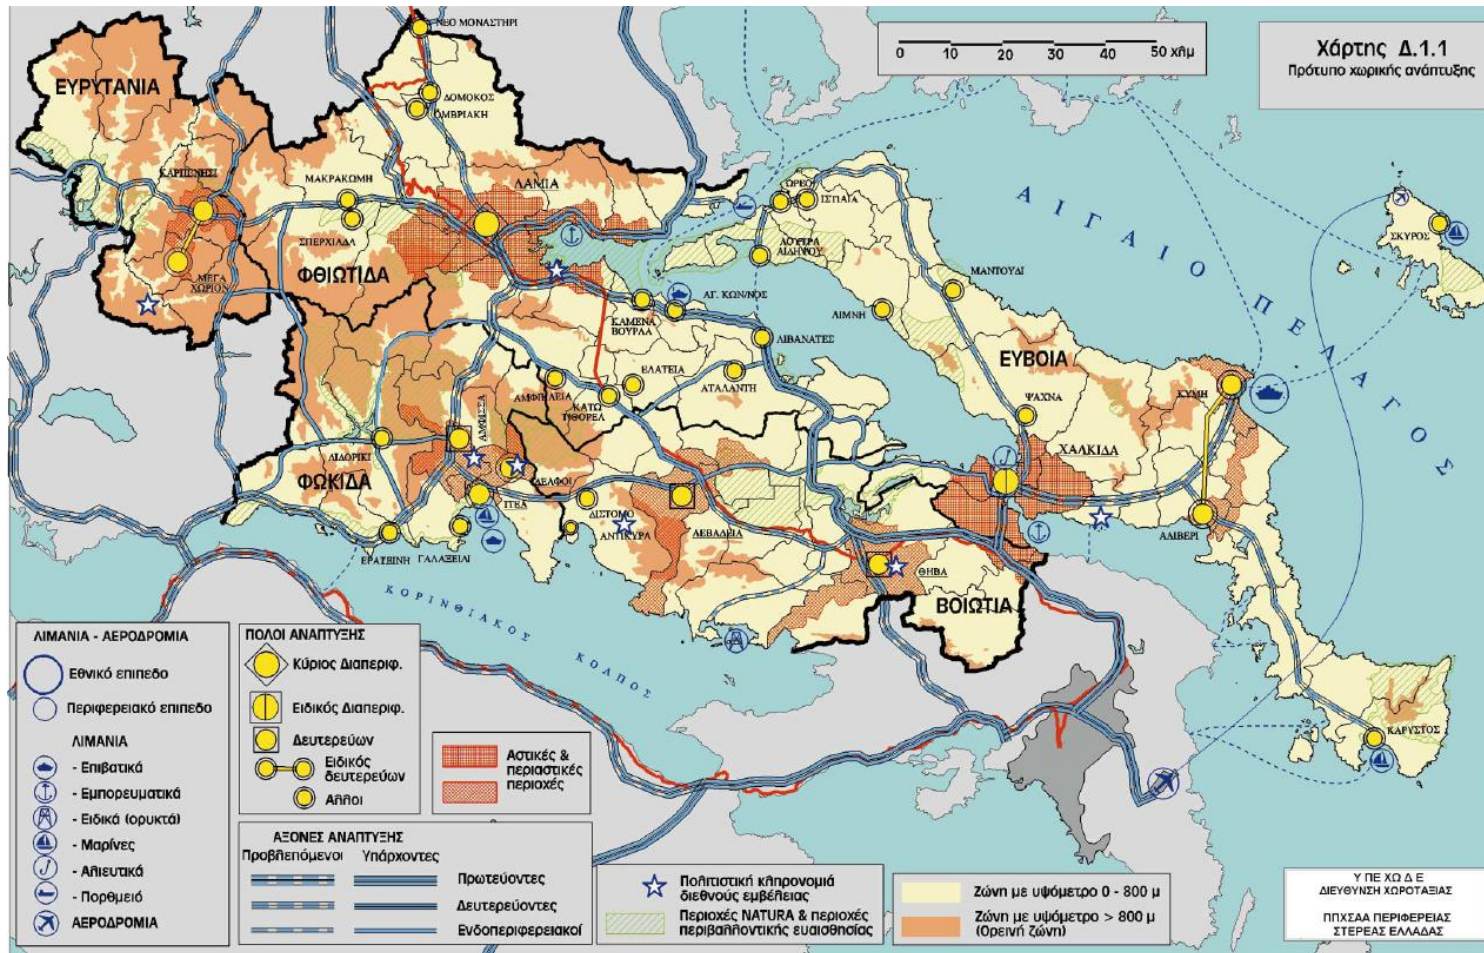 ΝΕΟ ΜΟΝΑΣΤΗΡΙ
0 10 20 30 40 50 χλμ
Χάρτης Δ.1.1
Πρότυπο χωρικής ανάπτυξης
ΕΥΡΥΤΑΝΙΑ
ΔΟΜΟΚΟΣ
ΟΜΒΡΙΑΚΗ
ΚΑΡΠΕΝΗΣΙ
ΜΑΚΡΑΚΩΜΗ
ΛΑΜΙΑ
ΩΡΕΟΙ
ΙΣΤΙΑΙΑ
ΑΙΓΑΙΟ ΠΕΛΑΓΟΣ
ΣΚΥΡΟΣ
ΣΠΕΡΧΙΑΔΑ
ΛΟΥΤΡΑ
ΑΙΔΗΨΟΥ
ΦΘΙΩΤΙΔΑ
ΜΕΓΑ
ΧΩΡΙΟΝ
ΜΑΝΤΟΥΔΙ
ΑΓ. ΚΩΝ/ΝΟΣ
ΚΑΜΕΝΑ
ΒΟΥΡΛΑ
ΛΙΜΝΗ
ΛΙΒΑΝΑΤΕΣ
ΕΥΒΟΙΑ
ΕΛΑΤΕΙΑ
ΑΤΑΛΑΝΤΗ
ΑΜΦΙΚΛΕΙΑ
ΚΑΤΩ
ΤΙΘΟΡΕΑ
ΚΥΜΗ
ΨΑΧΝΑ
ΑΜΦΙΣΣΑ
ΧΑΛΚΙΔΑ
ΛΙΔΟΡΙΚΙ
ΦΩΚΙΔΑ
ΔΕΛΦΟΙ
ΙΤΕΑ
ΔΙΣΤΟΜΟ
ΑΝΤΙΚΥΡΑ
ΛΕΒΑΔΕΙΑ
ΑΛΙΒΕΡΙ
ΕΡΑΤΕΙΝΗ
ΓΑΛΑΞΕΙΔΙ
ΘΗΒΑ
ΒΟΙΩΤΙΑ
ΚΟΡΙΝΘΙΑΚΟΣ ΚΟΛΠΟΣ
ΚΑΡΥΣΤΟΣ
ΛΙΜΑΝΙΑ - ΑΕΡΟΔΡΟΜΙΑ
Εθνικό επιπεδο
Περιφερειακό επιπεδο
ΛΙΜΑΝΙΑ
- Επιβατικά
- Εμπορευματικά
- Ειδικά (ορυκτά)
- Μαρίνες
- Αλιευτικά
- Πορθμειό
ΑΕΡΟΔΡΟΜΙΑ
ΠΟΛΟΙ ΑΝΑΠΤΥΞΗΣ
Κύριος Διαπεριφ.
Ειδικός Διαπεριφ.
Δευτερεύων
Ειδικός
δευτερεύων
Αλλοι
Αστικές &
περιαστικές
περιοχές
ΑΞΟΝΕΣ ΑΝΑΠΤΥΞΗΣ
Προβλεπόμενοι Υπάρχοντες
Πρωτεύοντες
Δευτερεύοντες
Ενδοπεριφερειακοί
Πολιτιστική κληρονομιά
διεθνούς εμβέλειας
Περιοχές NATURA & περιοχές
περιβαλλοντικής ευαισθησίας
Ζώνη με υψόμετρο 0 - 800 μ
Ζώνη με υψόμετρο > 800 μ
(Ορεινή ζώνη)
Υ ΠΕ ΧΩ Δ Ε
ΔΙΕΥΘΥΝΣΗ ΧΩΡΟΤΑΞΙΑΣ
ΠΠΧΣΑΑ ΠΕΡΙΦΕΡΕΙΑΣ
ΣΤΕΡΕΑΣ ΕΛΛΑΔΑΣ